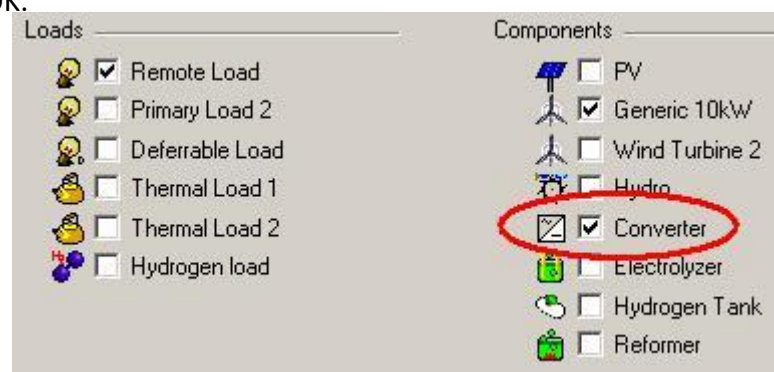 OK.
Loads
Remote Load
Primary Load 2
Deferrable Load
Thermal Load 1
Thermal Load 2
Hydrogen load
Components
PV
Generic 10kW
Wind Turbine 2
Hydro
Converter
Electrolyzer
Hydrogen Tank
Reformer